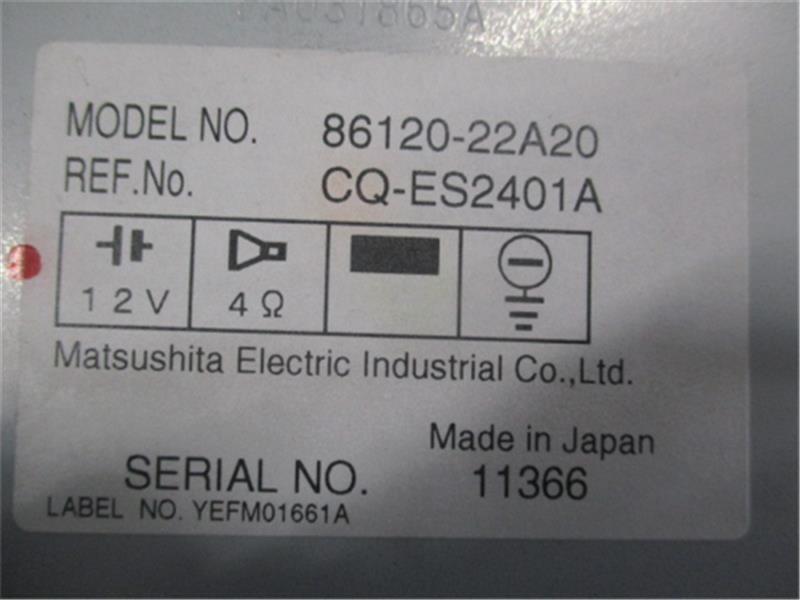 MODEL NO. 86120-22A20
REF.No. CQ-ES2401A
12V 4Ω
Matsushita Electric Industrial Co.,Ltd.
Made in Japan
SERIAL NO. 11366
LABEL NO. YEFM01661A